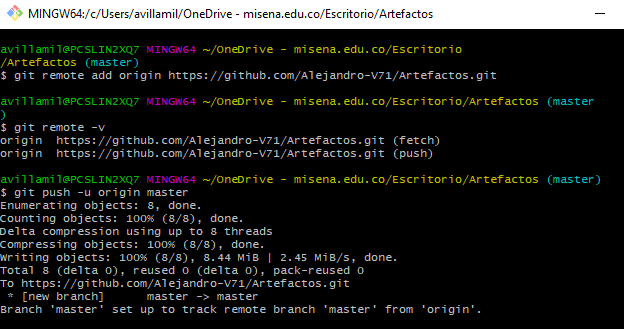 MINGW64:/c/Users/avillamil/OneDrive - misena.edu.co/Escritorio/Artefactos
avillamil@PCSLIN2XQ7 MINGW64 ~/OneDrive - misena.edu.co/Escritorio
/Artefactos (master)
$ git remote add origin https://github.com/Alejandro-V71/Artefactos.git
avillamil@PCSLIN2XQ7 MINGW64 ~/OneDrive - misena.edu.co/Escritorio/Artefactos (master
)
$ git remote -v
origin  https://github.com/Alejandro-V71/Artefactos.git (fetch)
origin  https://github.com/Alejandro-V71/Artefactos.git (push)
avillamil@PCSLIN2XQ7 MINGW64 ~/OneDrive - misena.edu.co/Escritorio/Artefactos (master)
$ git push -u origin master
Enumerating objects: 8, done.
Counting objects: 100% (8/8), done.
Delta compression using up to 8 threads
Compressing objects: 100% (8/8), done.
Writing objects: 100% (8/8), 8.44 MiB | 2.45 MiB/s, done.
Total 8 (delta 0), reused 0 (delta 0), pack-reused 0
To https://github.com/Alejandro-V71/Artefactos.git
 * [new branch]      master -> master
Branch 'master' set up to track remote branch 'master' from 'origin'.